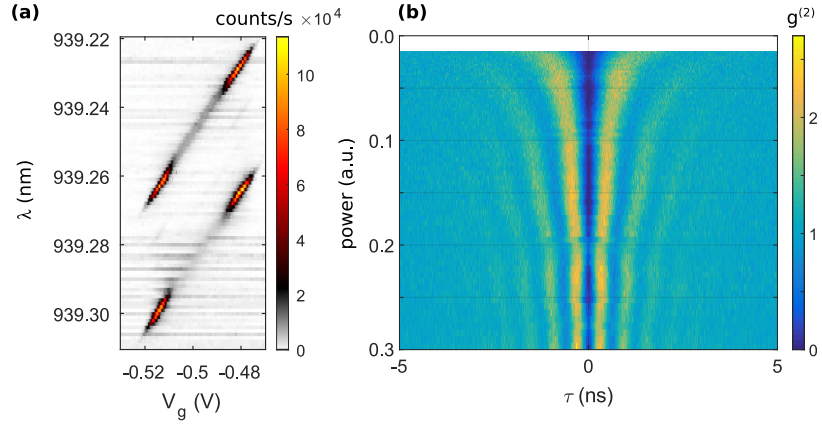 (a)
counts/s ×10⁴
939.22
939.24
939.26
939.28
939.30
λ (nm)
-0.52 -0.5 -0.48
V_g (V)
10
8
6
4
2
0
(b)
g⁽²⁾
0.0
0.1
0.2
0.3
power (a.u.)
-5 0 5
τ (ns)
2
1
0